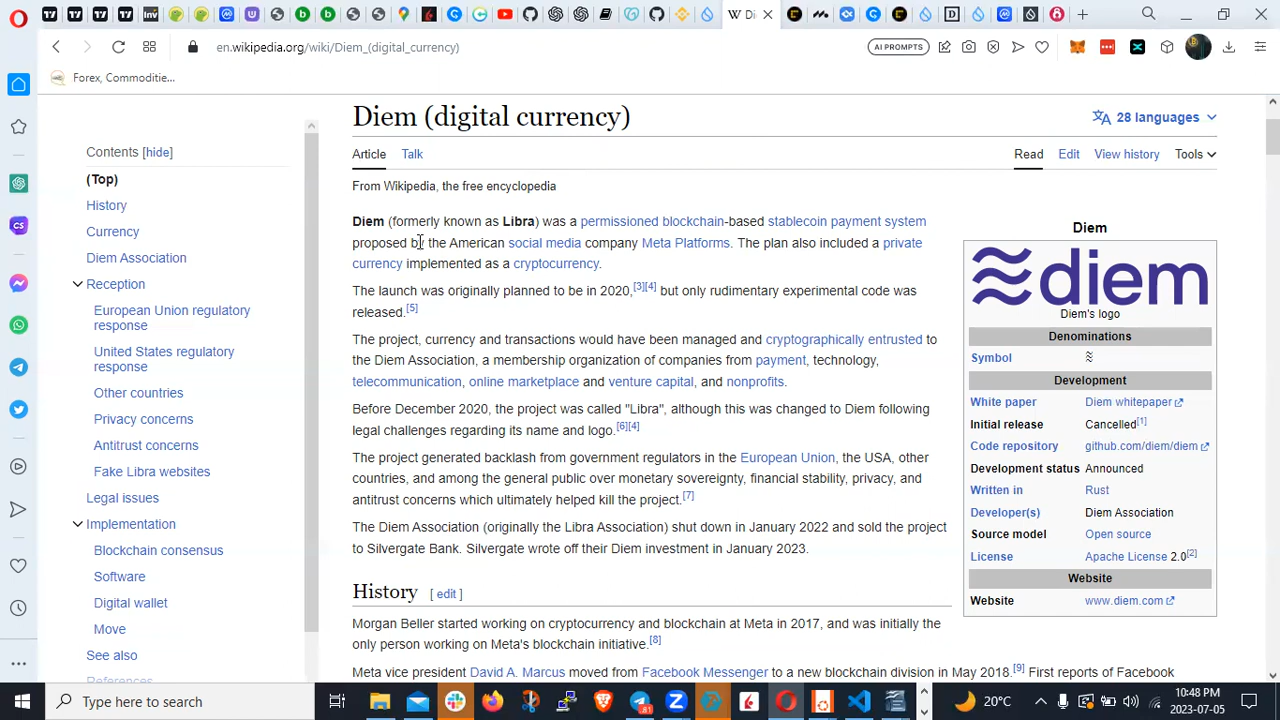 en.wikipedia.org/wiki/Diem_(digital_currency)
AI PROMPTS
Forex, Commoditie...
Contents [hide]
(Top)
History
Currency
Diem Association
Reception
European Union regulatory
response
United States regulatory
response
Other countries
Privacy concerns
Antitrust concerns
Fake Libra websites
Legal issues
Implementation
Blockchain consensus
Software
Digital wallet
Move
See also
References
Diem (digital currency)
28 languages
Article Talk
Read Edit View history Tools
From Wikipedia, the free encyclopedia
Diem (formerly known as Libra) was a permissioned blockchain-based stablecoin payment system
proposed by the American social media company Meta Platforms. The plan also included a private
currency implemented as a cryptocurrency.
The launch was originally planned to be in 2020,[3][4] but only rudimentary experimental code was
released.[5]
The project, currency and transactions would have been managed and cryptographically entrusted to
the Diem Association, a membership organization of companies from payment, technology,
telecommunication, online marketplace and venture capital, and nonprofits.
Before December 2020, the project was called "Libra", although this was changed to Diem following
legal challenges regarding its name and logo.[6][4]
The project generated backlash from government regulators in the European Union, the USA, other
countries, and among the general public over monetary sovereignty, financial stability, privacy, and
antitrust concerns which ultimately helped kill the project.[7]
The Diem Association (originally the Libra Association) shut down in January 2022 and sold the project
to Silvergate Bank. Silvergate wrote off their Diem investment in January 2023.
History [ edit ]
Morgan Beller started working on cryptocurrency and blockchain at Meta in 2017, and was initially the
only person working on Meta's blockchain initiative.[8]
Meta vice president David A. Marcus moved from Facebook Messenger to a new blockchain division in May 2018.[9] First reports of Facebook
Diem
diem
Diem's logo
Denominations
Symbol ≋
Development
White paper Diem whitepaper
Initial release Cancelled[1]
Code repository github.com/diem/diem
Development status Announced
Written in Rust
Developer(s) Diem Association
Source model Open source
License Apache License 2.0[2]
Website
Website www.diem.com
Type here to search
81
20°C
10:48 PM
2023-07-05